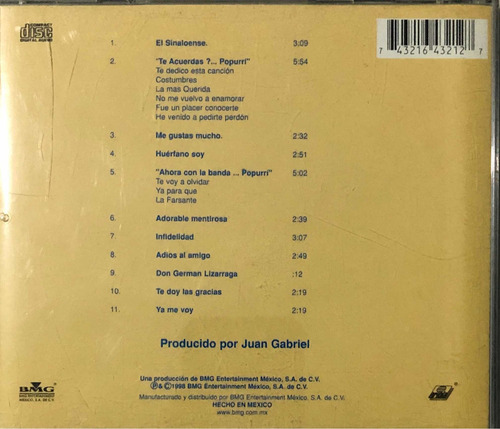 COMPACT
disc
DIGITAL AUDIO
7 43216 43212 7
1. El Sinaloense. 3:09
2. "Te Acuerdas ?... Popurrí" 5:54
Te dedico esta canción
Costumbres
La mas Querida
No me vuelvo a enamorar
Fue un placer conocerte
He venido a pedirte perdón
3. Me gustas mucho. 2:32
4. Huérfano soy 2:51
5. "Ahora con la banda ... Popurrí" 5:02
Te voy a olvidar
Ya para qué
La Farsante
6. Adorable mentirosa 2:39
7. Infidelidad 3:07
8. Adios al amigo 2:49
9. Don German Lizarraga :12
10. Te doy las gracias 2:19
11. Ya me voy 2:19
Producido por Juan Gabriel
Una producción de BMG Entertainment México, S.A. de C.V.
℗&©1998 BMG Entertainment México, S.A. de C.V.
Manufacturado y distribuido por BMG Entertainment México, S.A. de C.V.
HECHO EN MEXICO
www.bmg.com.mx
BMG
BMG ENTERTAINMENT
MÉXICO, S.A. DE C.V.